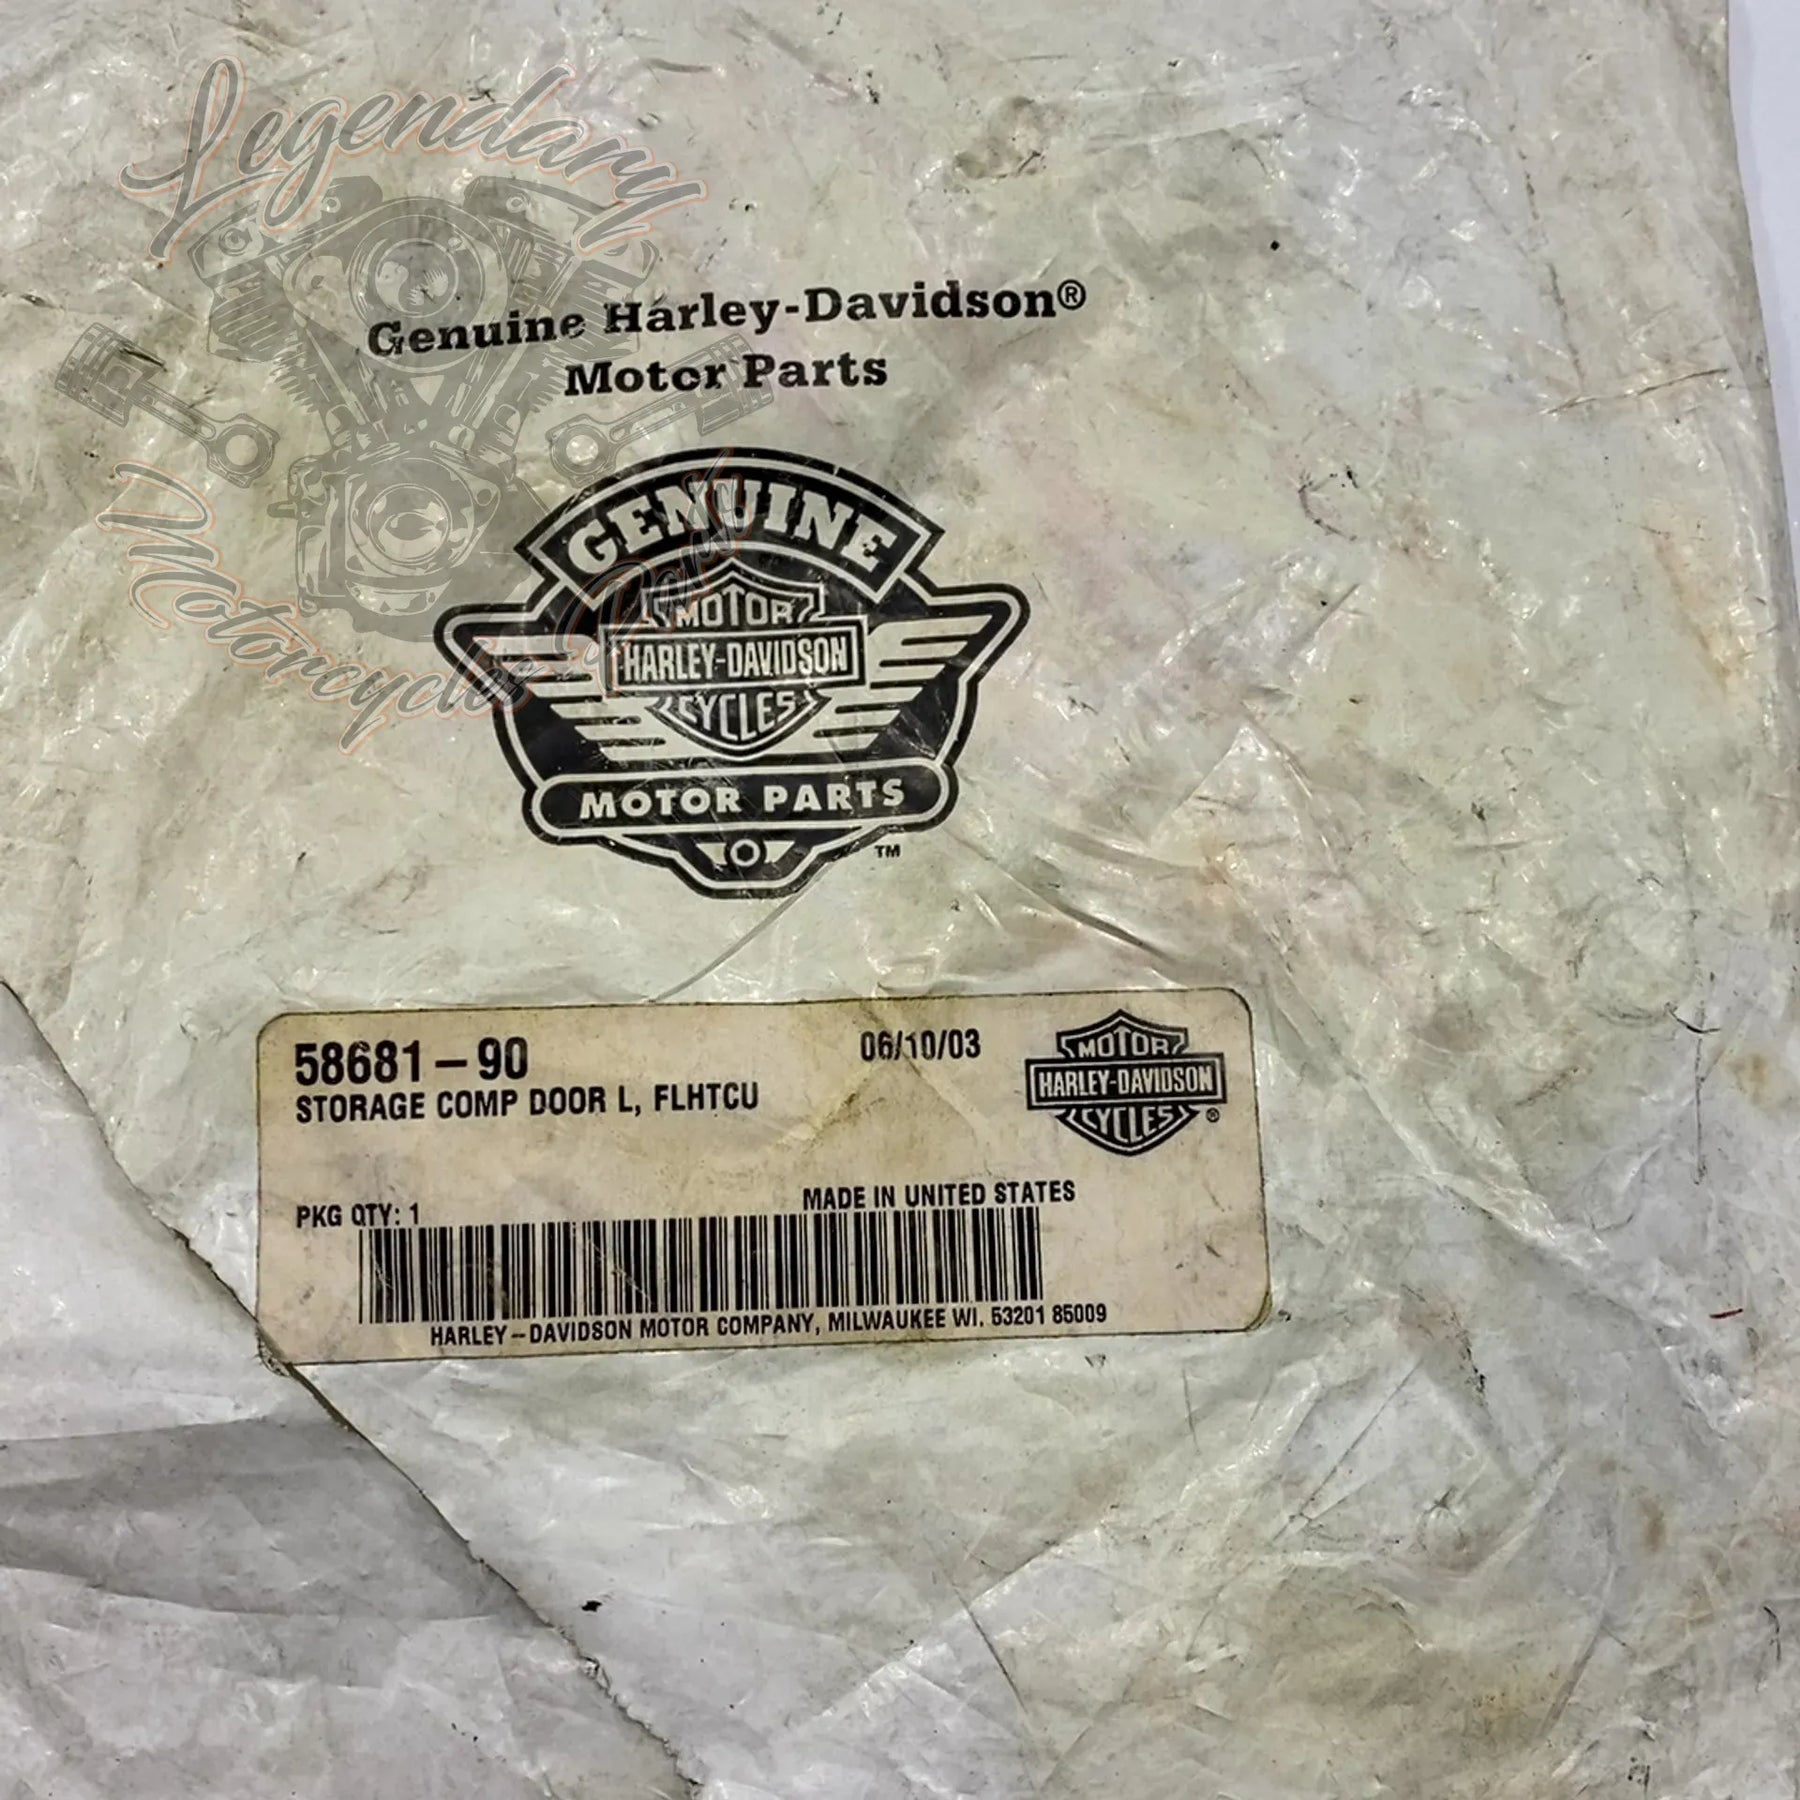 Legendary
Motorcycles Parts
Genuine Harley-Davidson®
Motor Parts
GENUINE
MOTOR
HARLEY-DAVIDSON
CYCLES
MOTOR PARTS
TM
58681-90
06/10/03
STORAGE COMP DOOR L, FLHTCU
MOTOR
HARLEY-DAVIDSON
CYCLES
®
PKG QTY: 1
MADE IN UNITED STATES
HARLEY-DAVIDSON MOTOR COMPANY, MILWAUKEE WI. 53201 85009